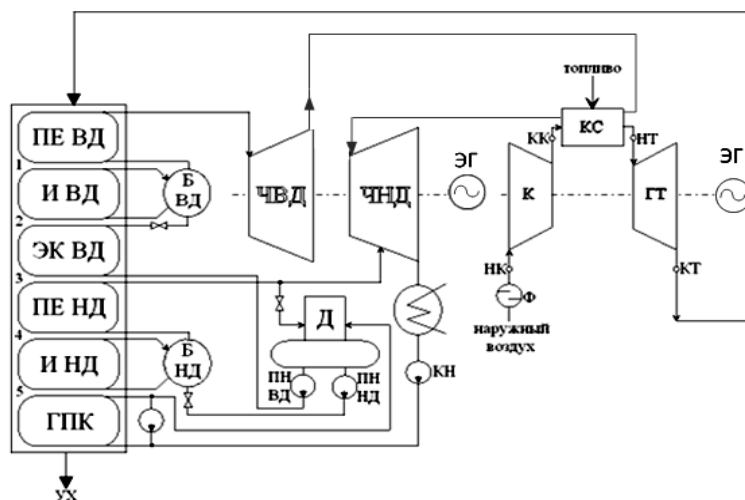 топливо
КС
КК
НТ
ЭГ
ЭГ
ПЕ ВД
1
И ВД
Б
ВД
2
ЭК ВД
3
ПЕ НД
4
И НД
Б
НД
5
ГПК
УХ
ЧВД
ЧНД
К
ГТ
НК
КТ
Ф
наружный
воздух
Д
ПН
ВД
ПН
НД
КН